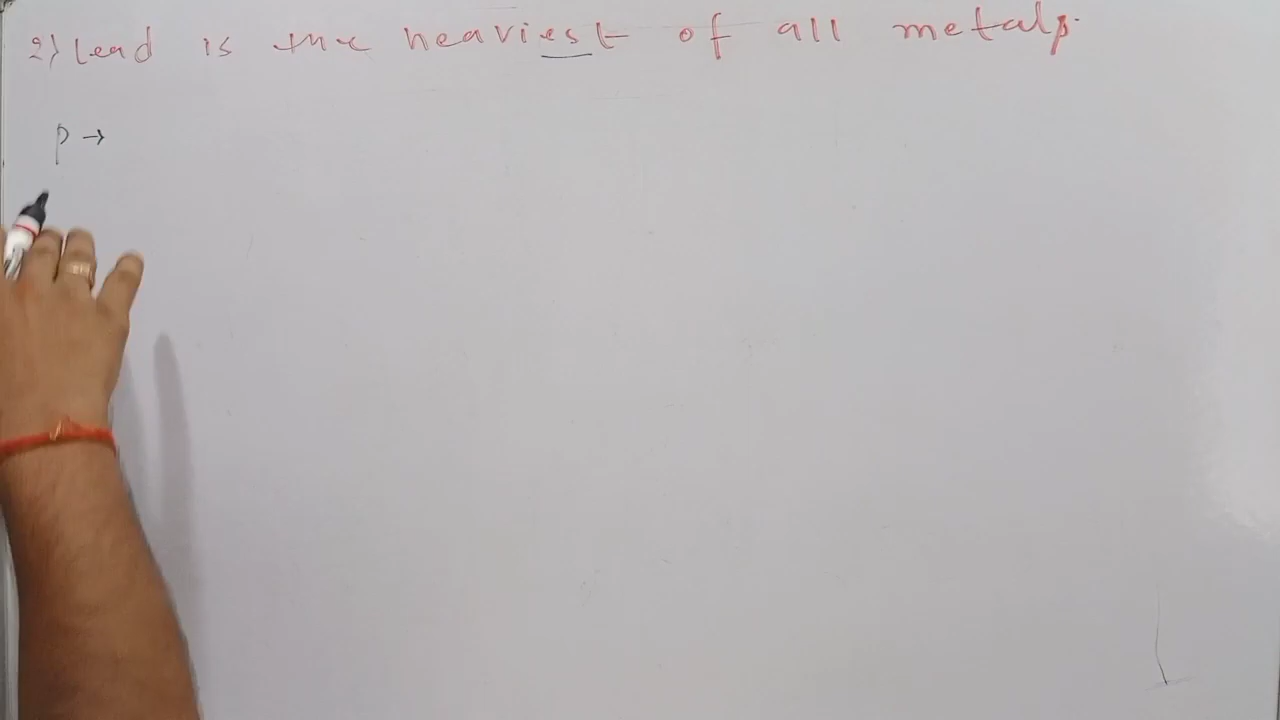 2) Lead is the heaviest of all metals.
P →